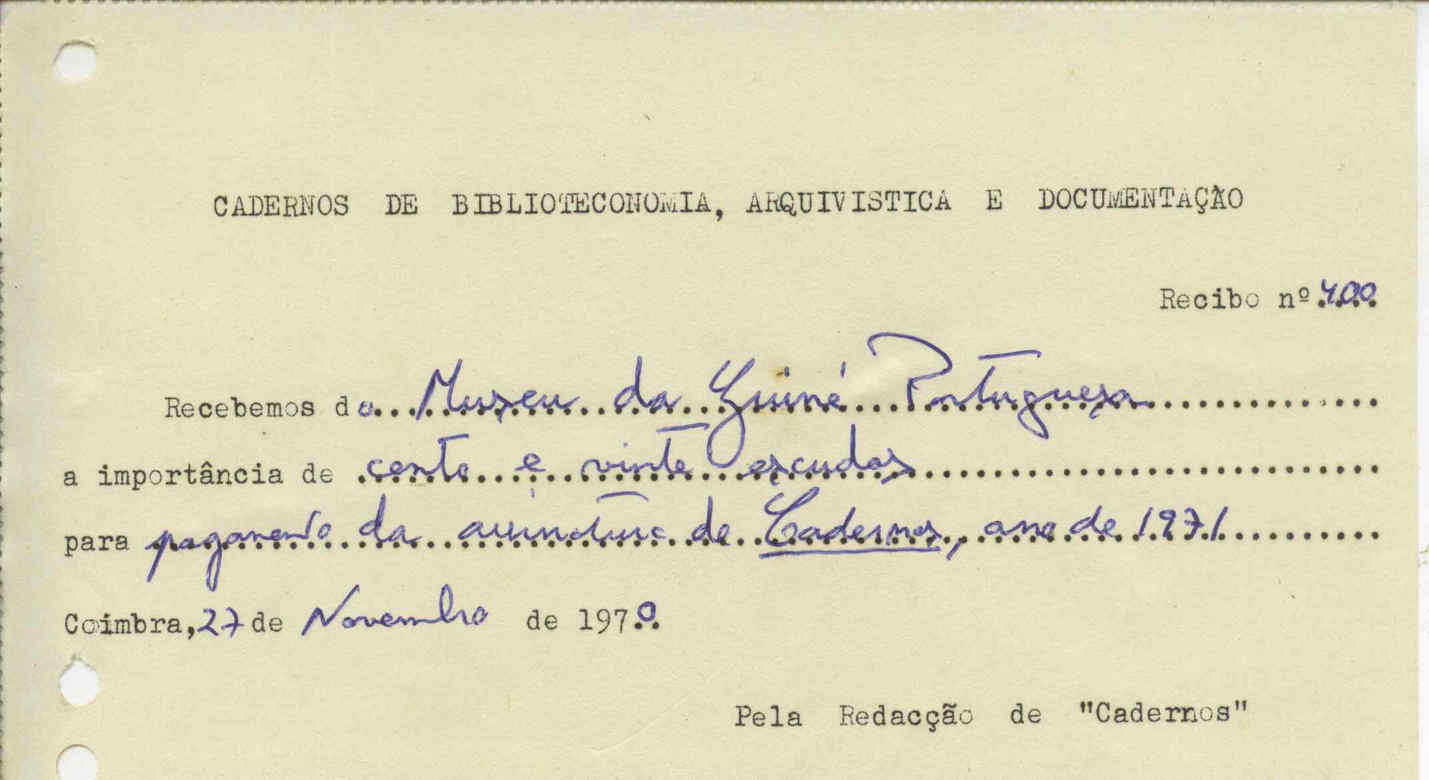 CADERNOS DE BIBLIOTECONOMIA, ARQUIVISTICA E DOCUMENTAÇÃO
Recibo nº 400
Recebemos do Museu da Guiné Portuguesa
a importância de cento e vinte escudos
para pagamento da assinatura de Cadernos, ano de 1971
Coimbra, 27 de Novembro de 1970.
Pela Redacção de "Cadernos"